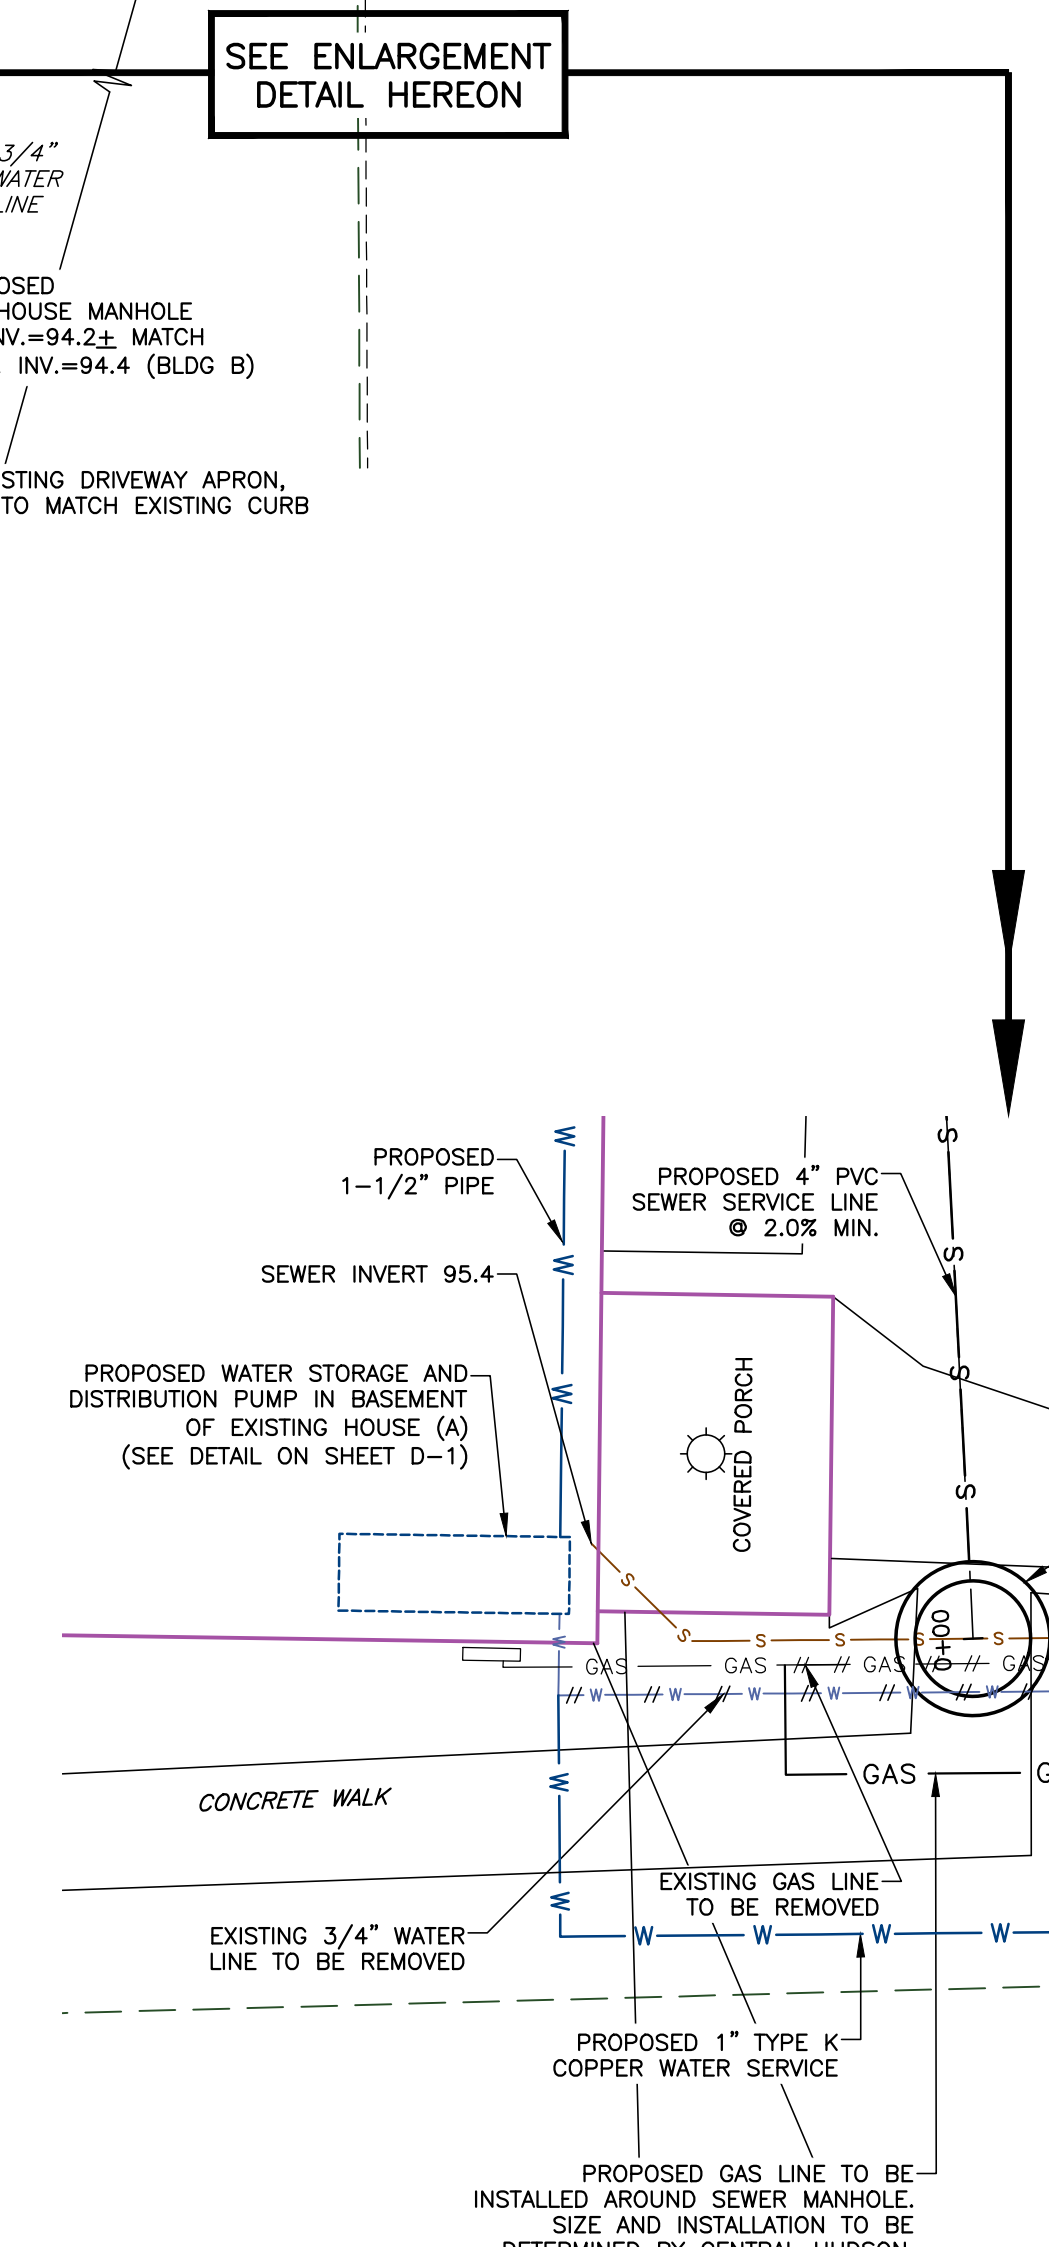 SEE ENLARGEMENT
DETAIL HEREON
3/4"
WATER
LINE
OSED
HOUSE MANHOLE
NV.=94.2± MATCH
INV.=94.4 (BLDG B)
STING DRIVEWAY APRON,
TO MATCH EXISTING CURB
W
S
PROPOSED
1-1/2" PIPE
PROPOSED 4" PVC
SEWER SERVICE LINE
@ 2.0% MIN.
S
W
SEWER INVERT 95.4
PROPOSED WATER STORAGE AND
DISTRIBUTION PUMP IN BASEMENT
OF EXISTING HOUSE (A)
(SEE DETAIL ON SHEET D-1)
W
S
COVERED PORCH
S
S
0+00
W S S S S S
GAS GAS GAS GAS
W W W W W W
W
GAS G
CONCRETE WALK
EXISTING GAS LINE
TO BE REMOVED
W
EXISTING 3/4" WATER
LINE TO BE REMOVED
W W W W
PROPOSED 1" TYPE K
COPPER WATER SERVICE
PROPOSED GAS LINE TO BE
INSTALLED AROUND SEWER MANHOLE.
SIZE AND INSTALLATION TO BE
DETERMINED BY CENTRAL HUDSON